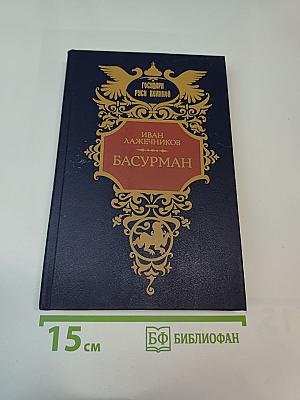 ГОСУДАРИ
РУСИ ВЕЛИКОЙ
ИВАН
ЛАЖЕЧНИКОВ
БАСУРМАН
15 см
БФ БИБЛИОФАН